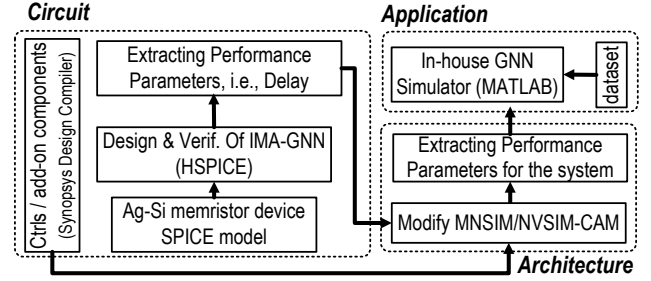 Circuit
Ctrls / add-on components
(Synopsys Design Compiler)
Extracting Performance
Parameters, i.e., Delay
Design & Verif. Of IMA-GNN
(HSPICE)
Ag-Si memristor device
SPICE model
Application
In-house GNN
Simulator (MATLAB)
dataset
Extracting Performance
Parameters for the system
Modify MNSIM/NVSIM-CAM
Architecture